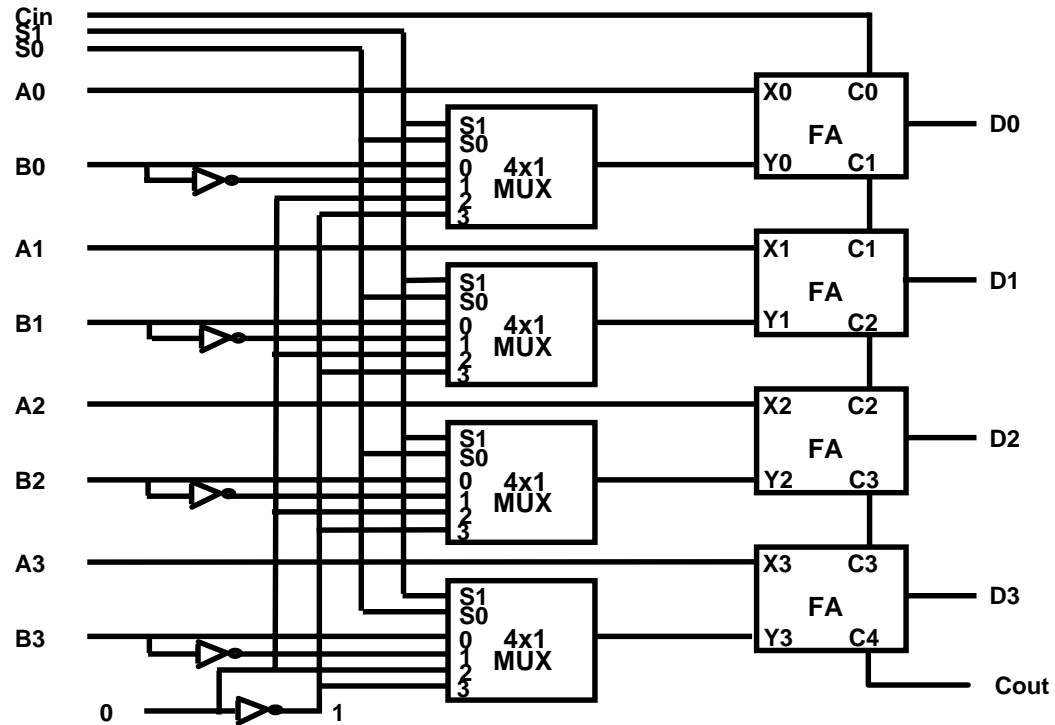 Cin
S1
S0
A0
X0 C0
S1
S0
FA
D0
B0
0
1
2
3
4x1
MUX
Y0 C1
A1
X1 C1
S1
S0
FA
D1
B1
0
1
2
3
4x1
MUX
Y1 C2
A2
X2 C2
S1
S0
FA
D2
B2
0
1
2
3
4x1
MUX
Y2 C3
A3
X3 C3
S1
S0
FA
D3
B3
0
1
2
3
4x1
MUX
Y3 C4
Cout
0 1